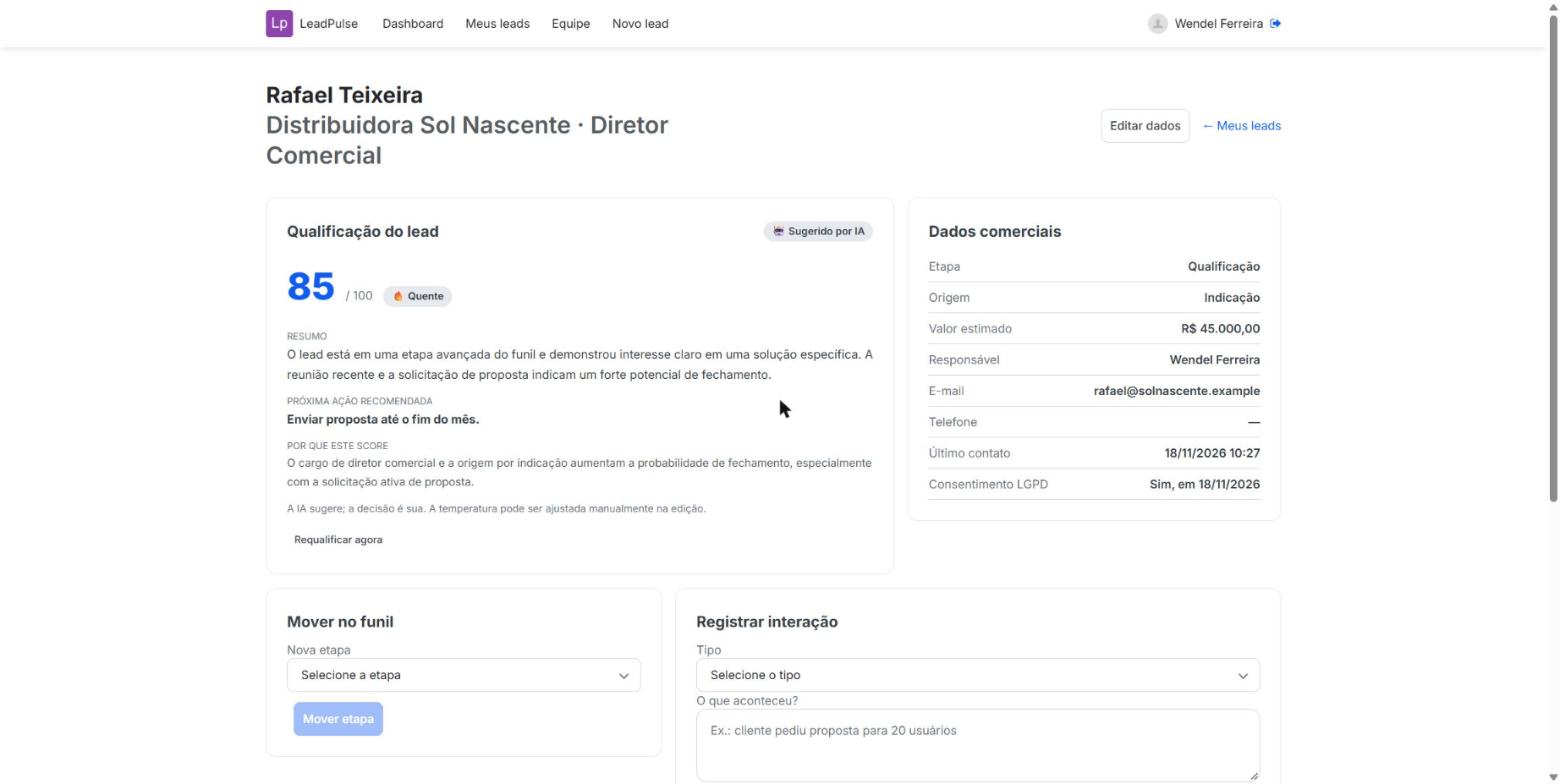 Lp LeadPulse Dashboard Meus leads Equipe Novo lead Wendel Ferreira
Rafael Teixeira
Distribuidora Sol Nascente · Diretor
Comercial
Editar dados ← Meus leads
Qualificação do lead
Sugerido por IA
85 / 100 Quente
RESUMO
O lead está em uma etapa avançada do funil e demonstrou interesse claro em uma solução específica. A
reunião recente e a solicitação de proposta indicam um forte potencial de fechamento.
PRÓXIMA AÇÃO RECOMENDADA
Enviar proposta até o fim do mês.
POR QUE ESTE SCORE
O cargo de diretor comercial e a origem por indicação aumentam a probabilidade de fechamento, especialmente
com a solicitação ativa de proposta.
A IA sugere; a decisão é sua. A temperatura pode ser ajustada manualmente na edição.
Requalificar agora
Dados comerciais
Etapa Qualificação
Origem Indicação
Valor estimado R$ 45.000,00
Responsável Wendel Ferreira
E-mail rafael@solnascente.example
Telefone —
Último contato 18/11/2026 10:27
Consentimento LGPD Sim, em 18/11/2026
Mover no funil
Nova etapa
Selecione a etapa
Mover etapa
Registrar interação
Tipo
Selecione o tipo
O que aconteceu?
Ex.: cliente pediu proposta para 20 usuários